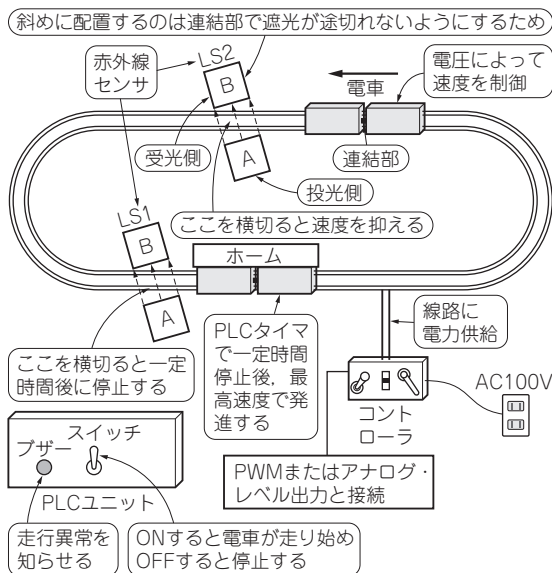 斜めに配置するのは連結部で遮光が途切れないようにするため
赤外線
センサ
LS2
B
電車
電圧によって
速度を制御
受光側
A
連結部
投光側
ここを横切ると速度を抑える
LS1
B
A
ホーム
ここを横切ると一定
時間後に停止する
PLCタイマ
で一定時間
停止後，最
高速度で発
進する
線路に
電力供給
AC100V
コント
ローラ
スイッチ
ブザー
PLCユニット
PWMまたはアナログ・
レベル出力と接続
走行異常を
知らせる
ONすると電車が走り始め
OFFすると停止する